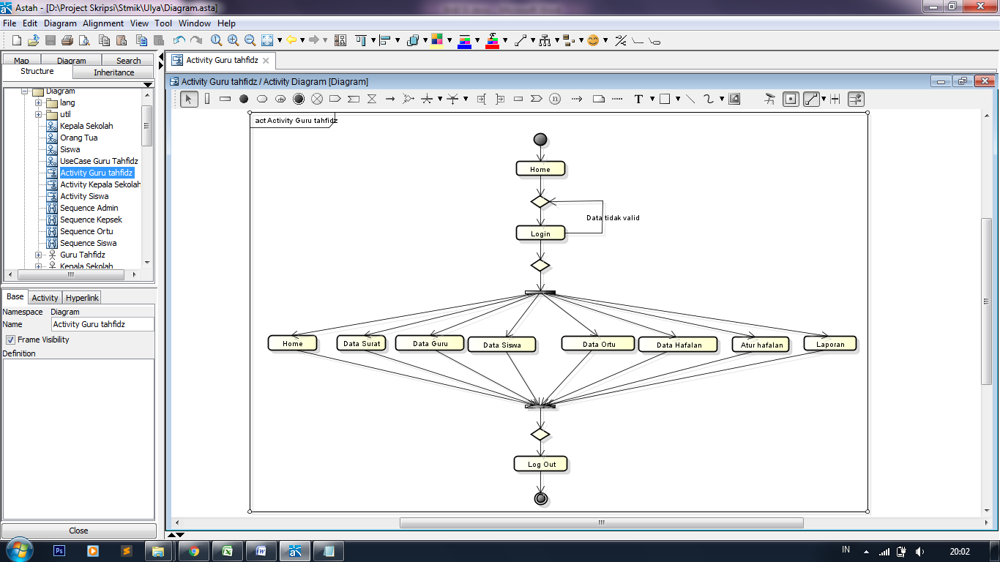 Astah - [D:\Project Skripsi\Stmik\Ulya\Diagram.asta]
File Edit Diagram Alignment View Tool Window Help
Map Diagram Search
Structure Inheritance
Diagram
lang
util
Kepala Sekolah
Orang Tua
Siswa
UseCase Guru Tahfidz
Activity Guru tahfidz
Activity Kepala Sekolah
Activity Siswa
Sequence Admin
Sequence Kepsek
Sequence Ortu
Sequence Siswa
Guru Tahfidz
Kepala Sekolah
Base Activity Hyperlink
Namespace Diagram
Name Activity Guru tahfidz
Frame Visibility
Definition
Close
Activity Guru tahfidz
Activity Guru tahfidz / Activity Diagram [Diagram]
T
act Activity Guru tahfidz
Home
Data tidak valid
Login
Home Data Surat Data Guru Data Siswa Data Ortu Data Hafalan Atur hafalan Laporan
Log Out
Ps
IN
20:02